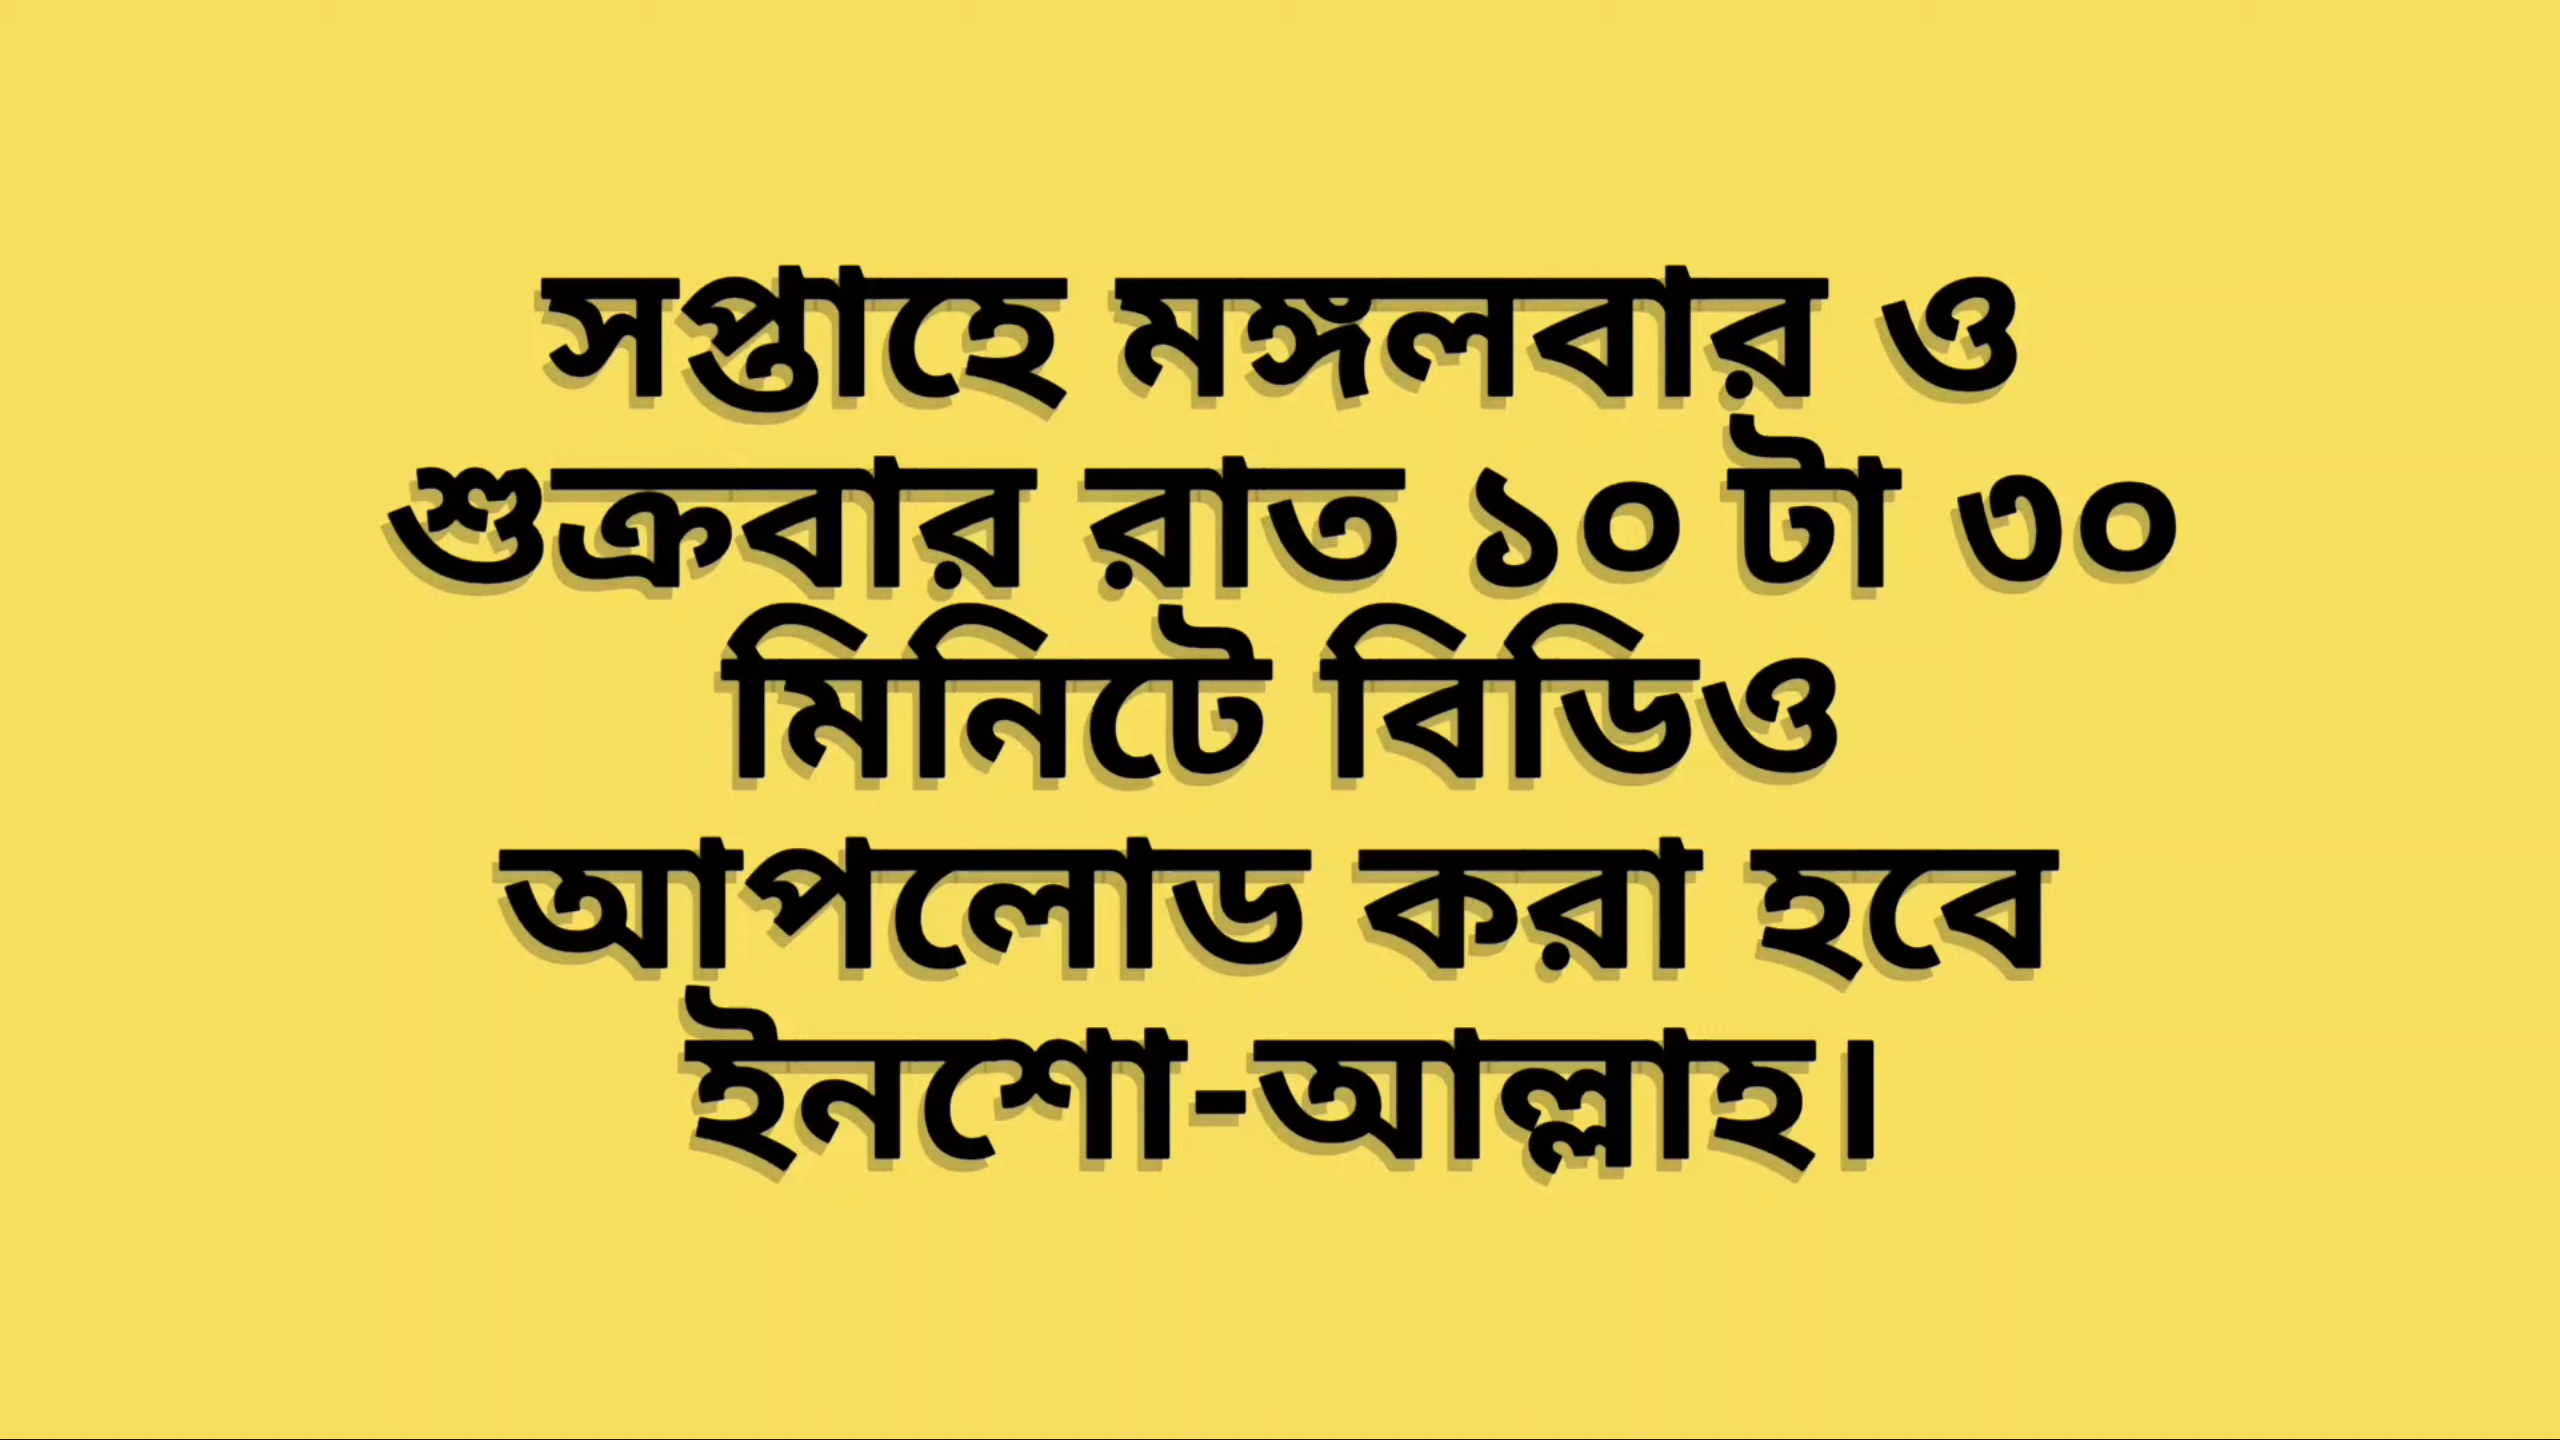 সপ্তাহে মঙ্গলবার ও
শুক্রবার রাত ১০ টা ৩০
মিনিটে বিডিও
আপলোড করা হবে
ইনশো-আল্লাহ।